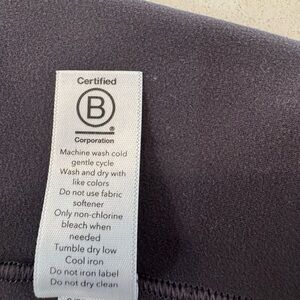 Certified
B
Corporation
Machine wash cold
gentle cycle
Wash and dry with
like colors
Do not use fabric
softener
Only non-chlorine
bleach when
needed
Tumble dry low
Cool iron
Do not iron label
Do not dry clean